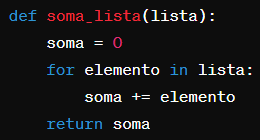 def soma_lista(lista):
    soma = 0
    for elemento in lista:
        soma += elemento
    return soma